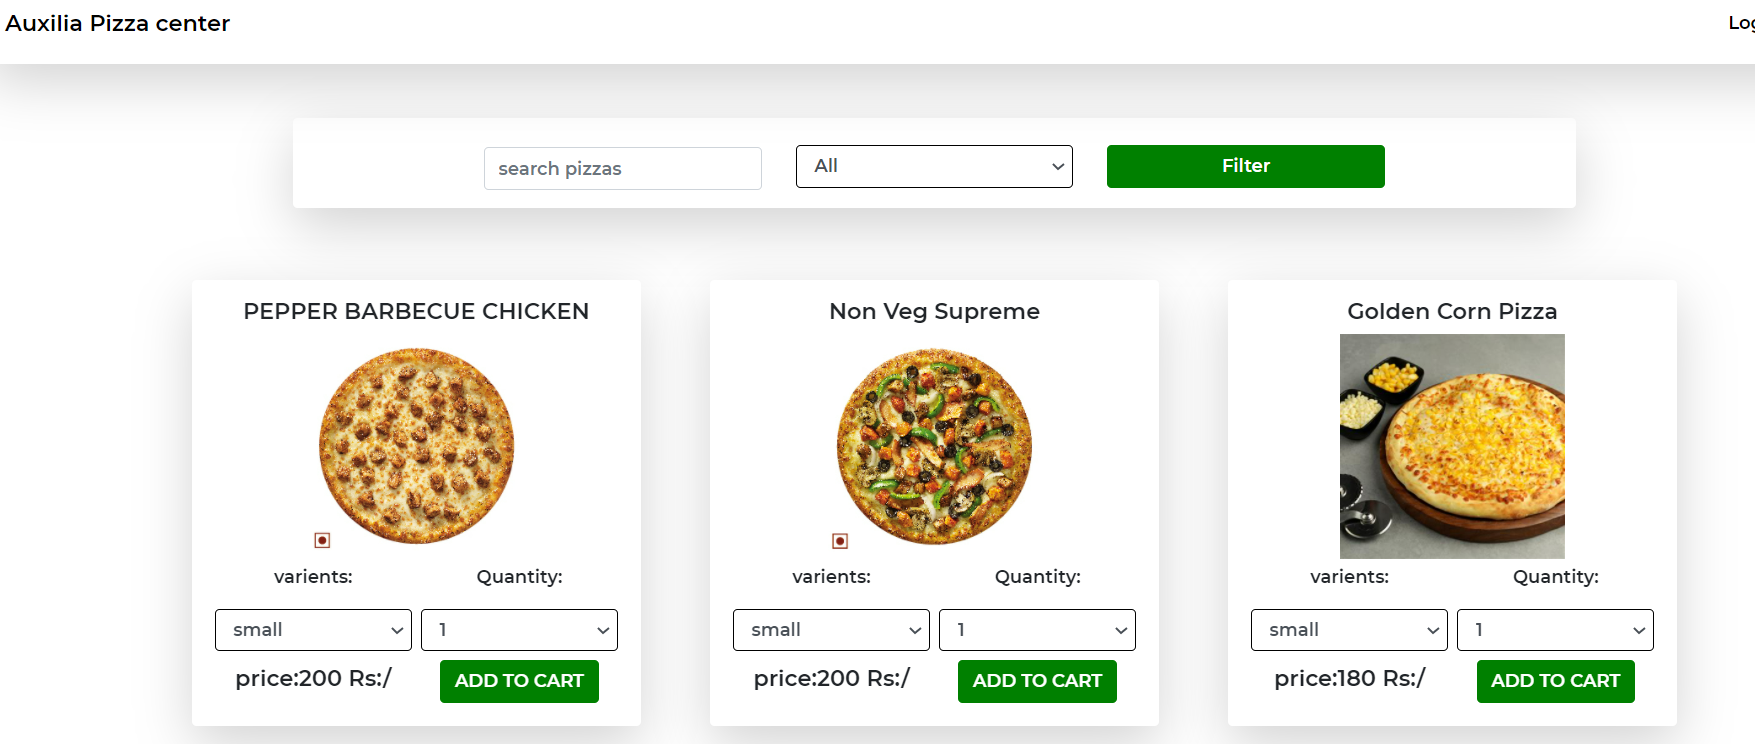 Auxilia Pizza center
search pizzas
All
Filter
PEPPER BARBECUE CHICKEN
Non Veg Supreme
Golden Corn Pizza
varients:
Quantity:
varients:
Quantity:
varients:
Quantity:
small
1
small
1
small
1
price:200 Rs:/
ADD TO CART
price:200 Rs:/
ADD TO CART
price:180 Rs:/
ADD TO CART